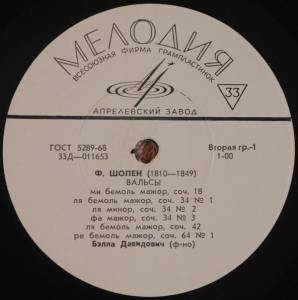 МЕЛОДИЯ
ВСЕСОЮЗНАЯ ФИРМА ГРАМПЛАСТИНОК
33
АПРЕЛЕВСКИЙ ЗАВОД
ГОСТ 5289-68
33Д—011653
Вторая гр.-1
1-00
Ф. ШОПЕН (1810—1849)
ВАЛЬСЫ
ми бемоль мажор, соч. 18
ля бемоль мажор, соч. 34 № 1
ля минор, соч. 34 № 2
фа мажор, соч. 34 № 3
ля бемоль мажор, соч. 42
ре бемоль мажор, соч. 64 № 1
Бэлла Давидович (ф-но)